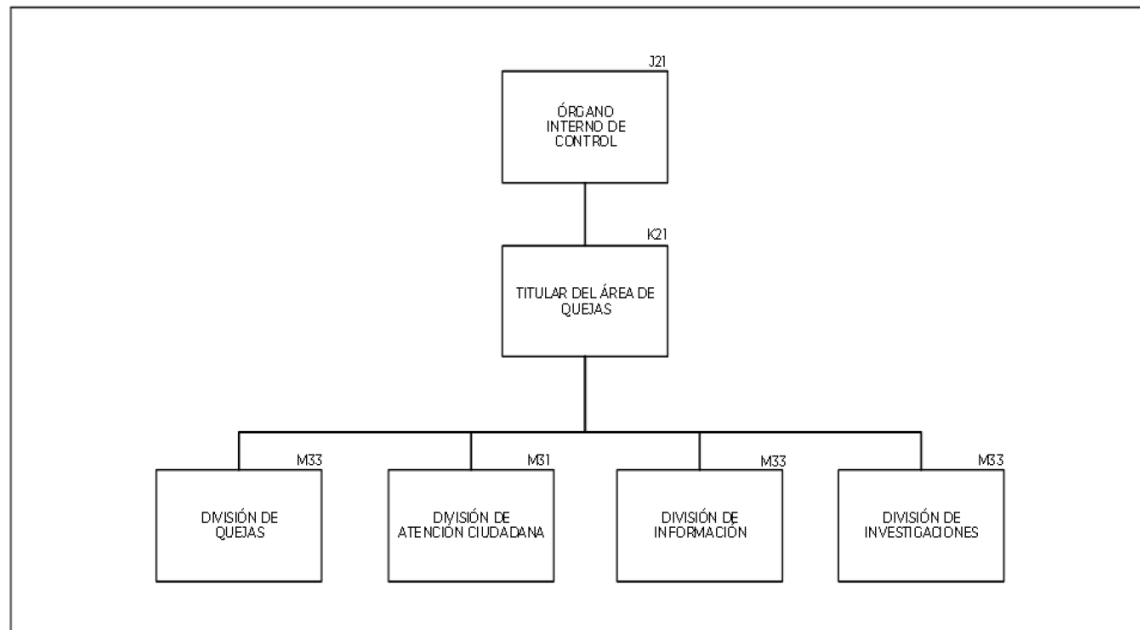 J21
ÓRGANO
INTERNO DE
CONTROL
K21
TITULAR DEL ÁREA DE
QUEJAS
M33
DIVISIÓN DE
QUEJAS
M31
DIVISIÓN DE
ATENCIÓN CIUDADANA
M33
DIVISIÓN DE
INFORMACIÓN
M33
DIVISIÓN DE
INVESTIGACIONES